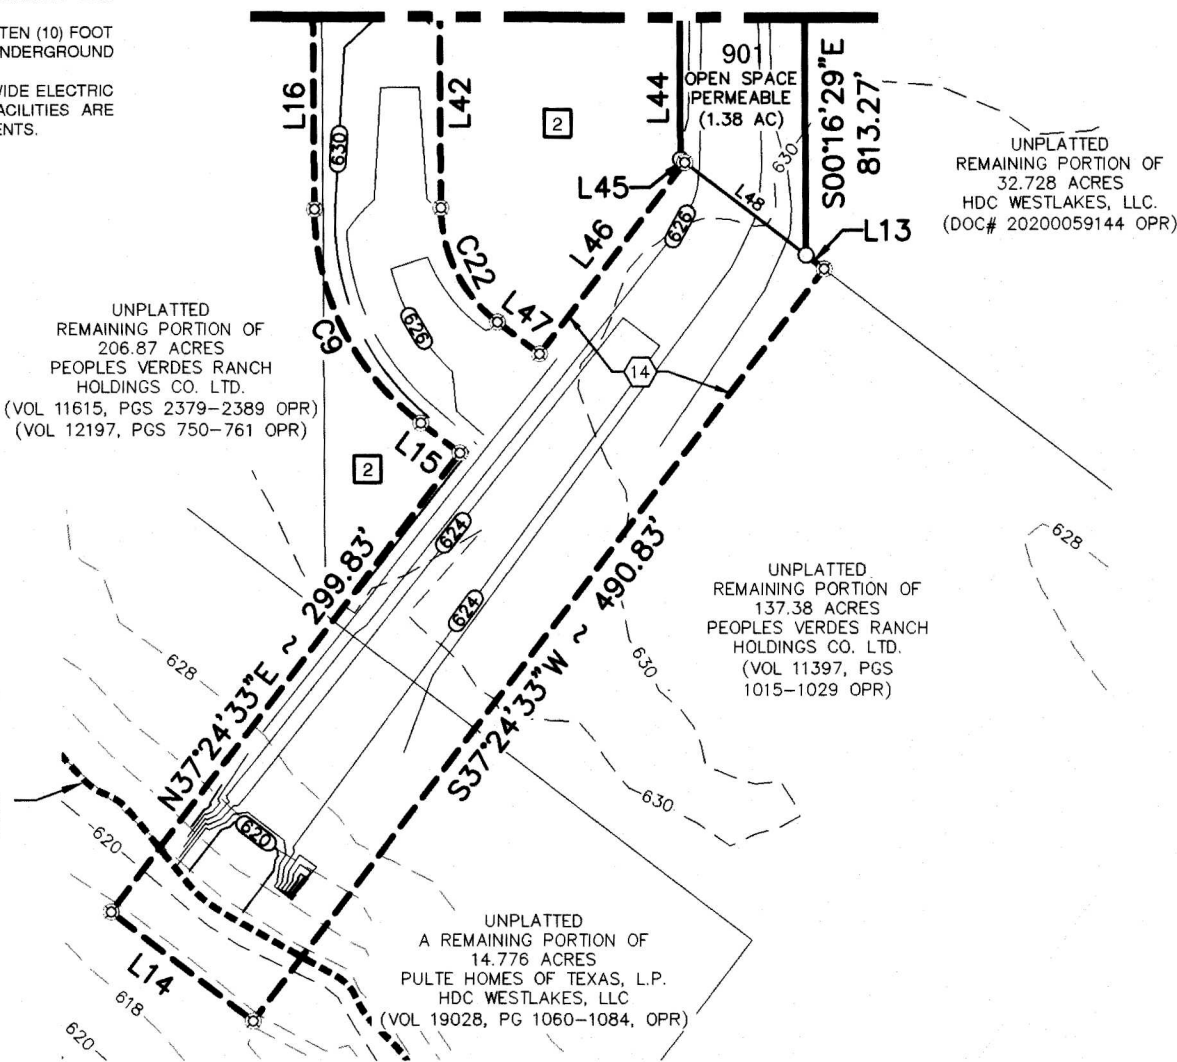 TEN (10) FOOT
NDERGROUND
WIDE ELECTRIC
ACILITIES ARE
ENTS.
L16
L42
630
2
L44
901
OPEN SPACE
PERMEABLE
(1.38 AC)
630
S00°16'29"E
813.27'
UNPLATTED
REMAINING PORTION OF
32.728 ACRES
HDC WESTLAKES, LLC.
(DOC# 20200059144 OPR)
L45
L48
L13
626
L46
C22
L47
C9
626
14
UNPLATTED
REMAINING PORTION OF
206.87 ACRES
PEOPLES VERDES RANCH
HOLDINGS CO. LTD.
(VOL 11615, PGS 2379-2389 OPR)
(VOL 12197, PGS 750-761 OPR)
L15
2
N37°24'33"E ~ 299.83'
624
624
S37°24'33"W ~ 490.83'
628
UNPLATTED
REMAINING PORTION OF
137.38 ACRES
PEOPLES VERDES RANCH
HOLDINGS CO. LTD.
(VOL 11397, PGS
1015-1029 OPR)
630
628
630
620
620
UNPLATTED
A REMAINING PORTION OF
14.776 ACRES
PULTE HOMES OF TEXAS, L.P.
HDC WESTLAKES, LLC
(VOL 19028, PG 1060-1084, OPR)
L14
618
620